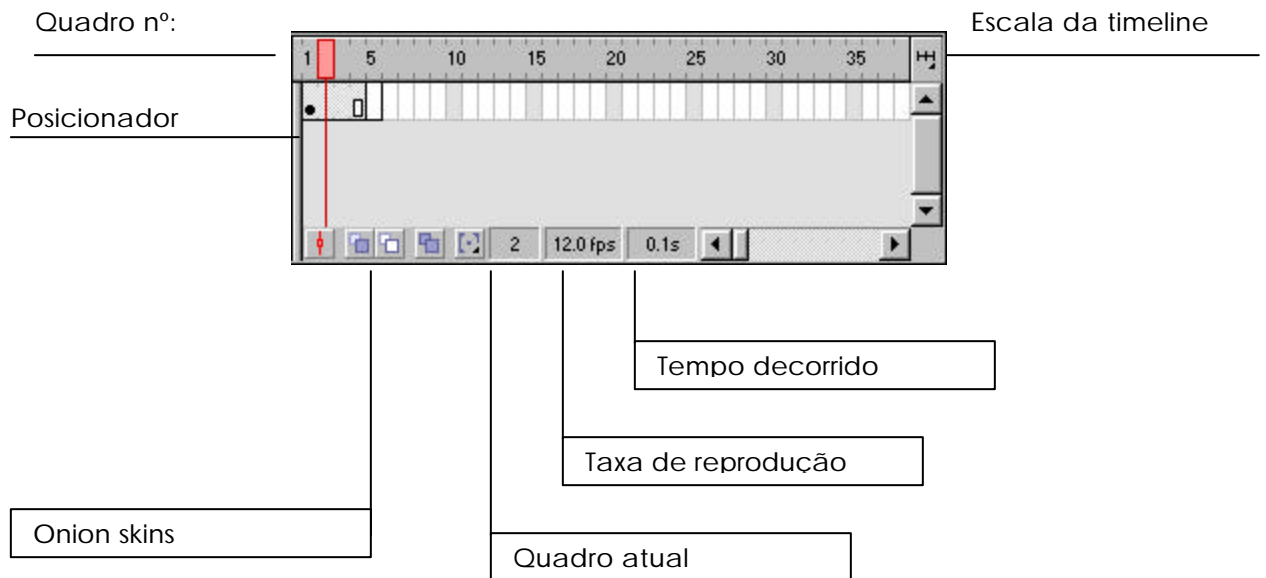 Quadro nº:
Escala da timeline
1 5 10 15 20 25 30 35
Posicionador
2 12.0 fps 0.1s
Tempo decorrido
Taxa de reprodução
Onion skins
Quadro atual